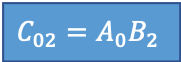 C₀₂ = A₀B₂